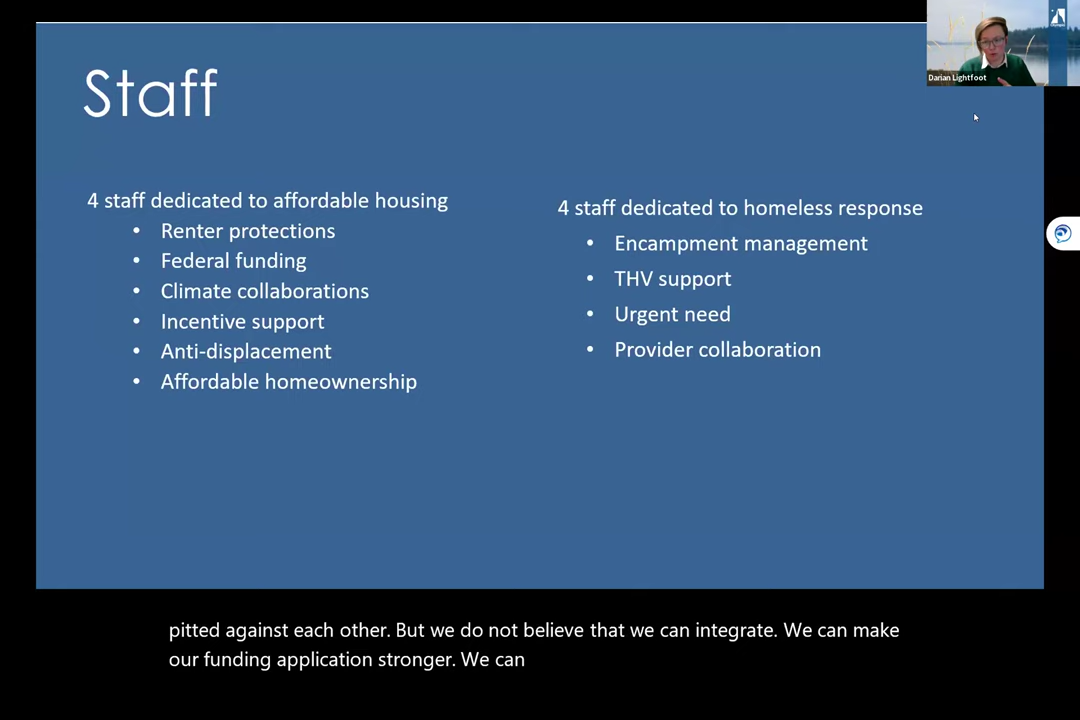 Staff
4 staff dedicated to affordable housing
• Renter protections
• Federal funding
• Climate collaborations
• Incentive support
• Anti-displacement
• Affordable homeownership
4 staff dedicated to homeless response
• Encampment management
• THV support
• Urgent need
• Provider collaboration
Darian Lightfoot
pitted against each other. But we do not believe that we can integrate. We can make
our funding application stronger. We can